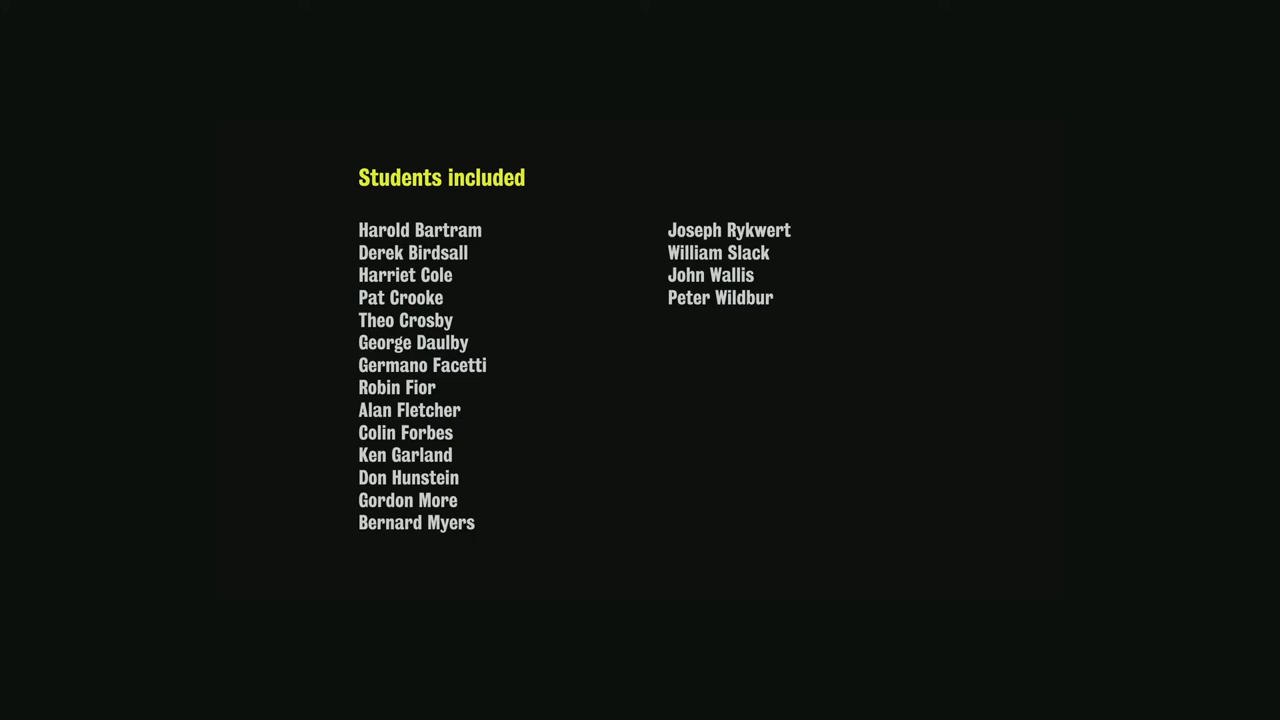 Students included
Harold Bartram
Derek Birdsall
Harriet Cole
Pat Crooke
Theo Crosby
George Daulby
Germano Facetti
Robin Fior
Alan Fletcher
Colin Forbes
Ken Garland
Don Hunstein
Gordon More
Bernard Myers
Joseph Rykwert
William Slack
John Wallis
Peter Wildbur